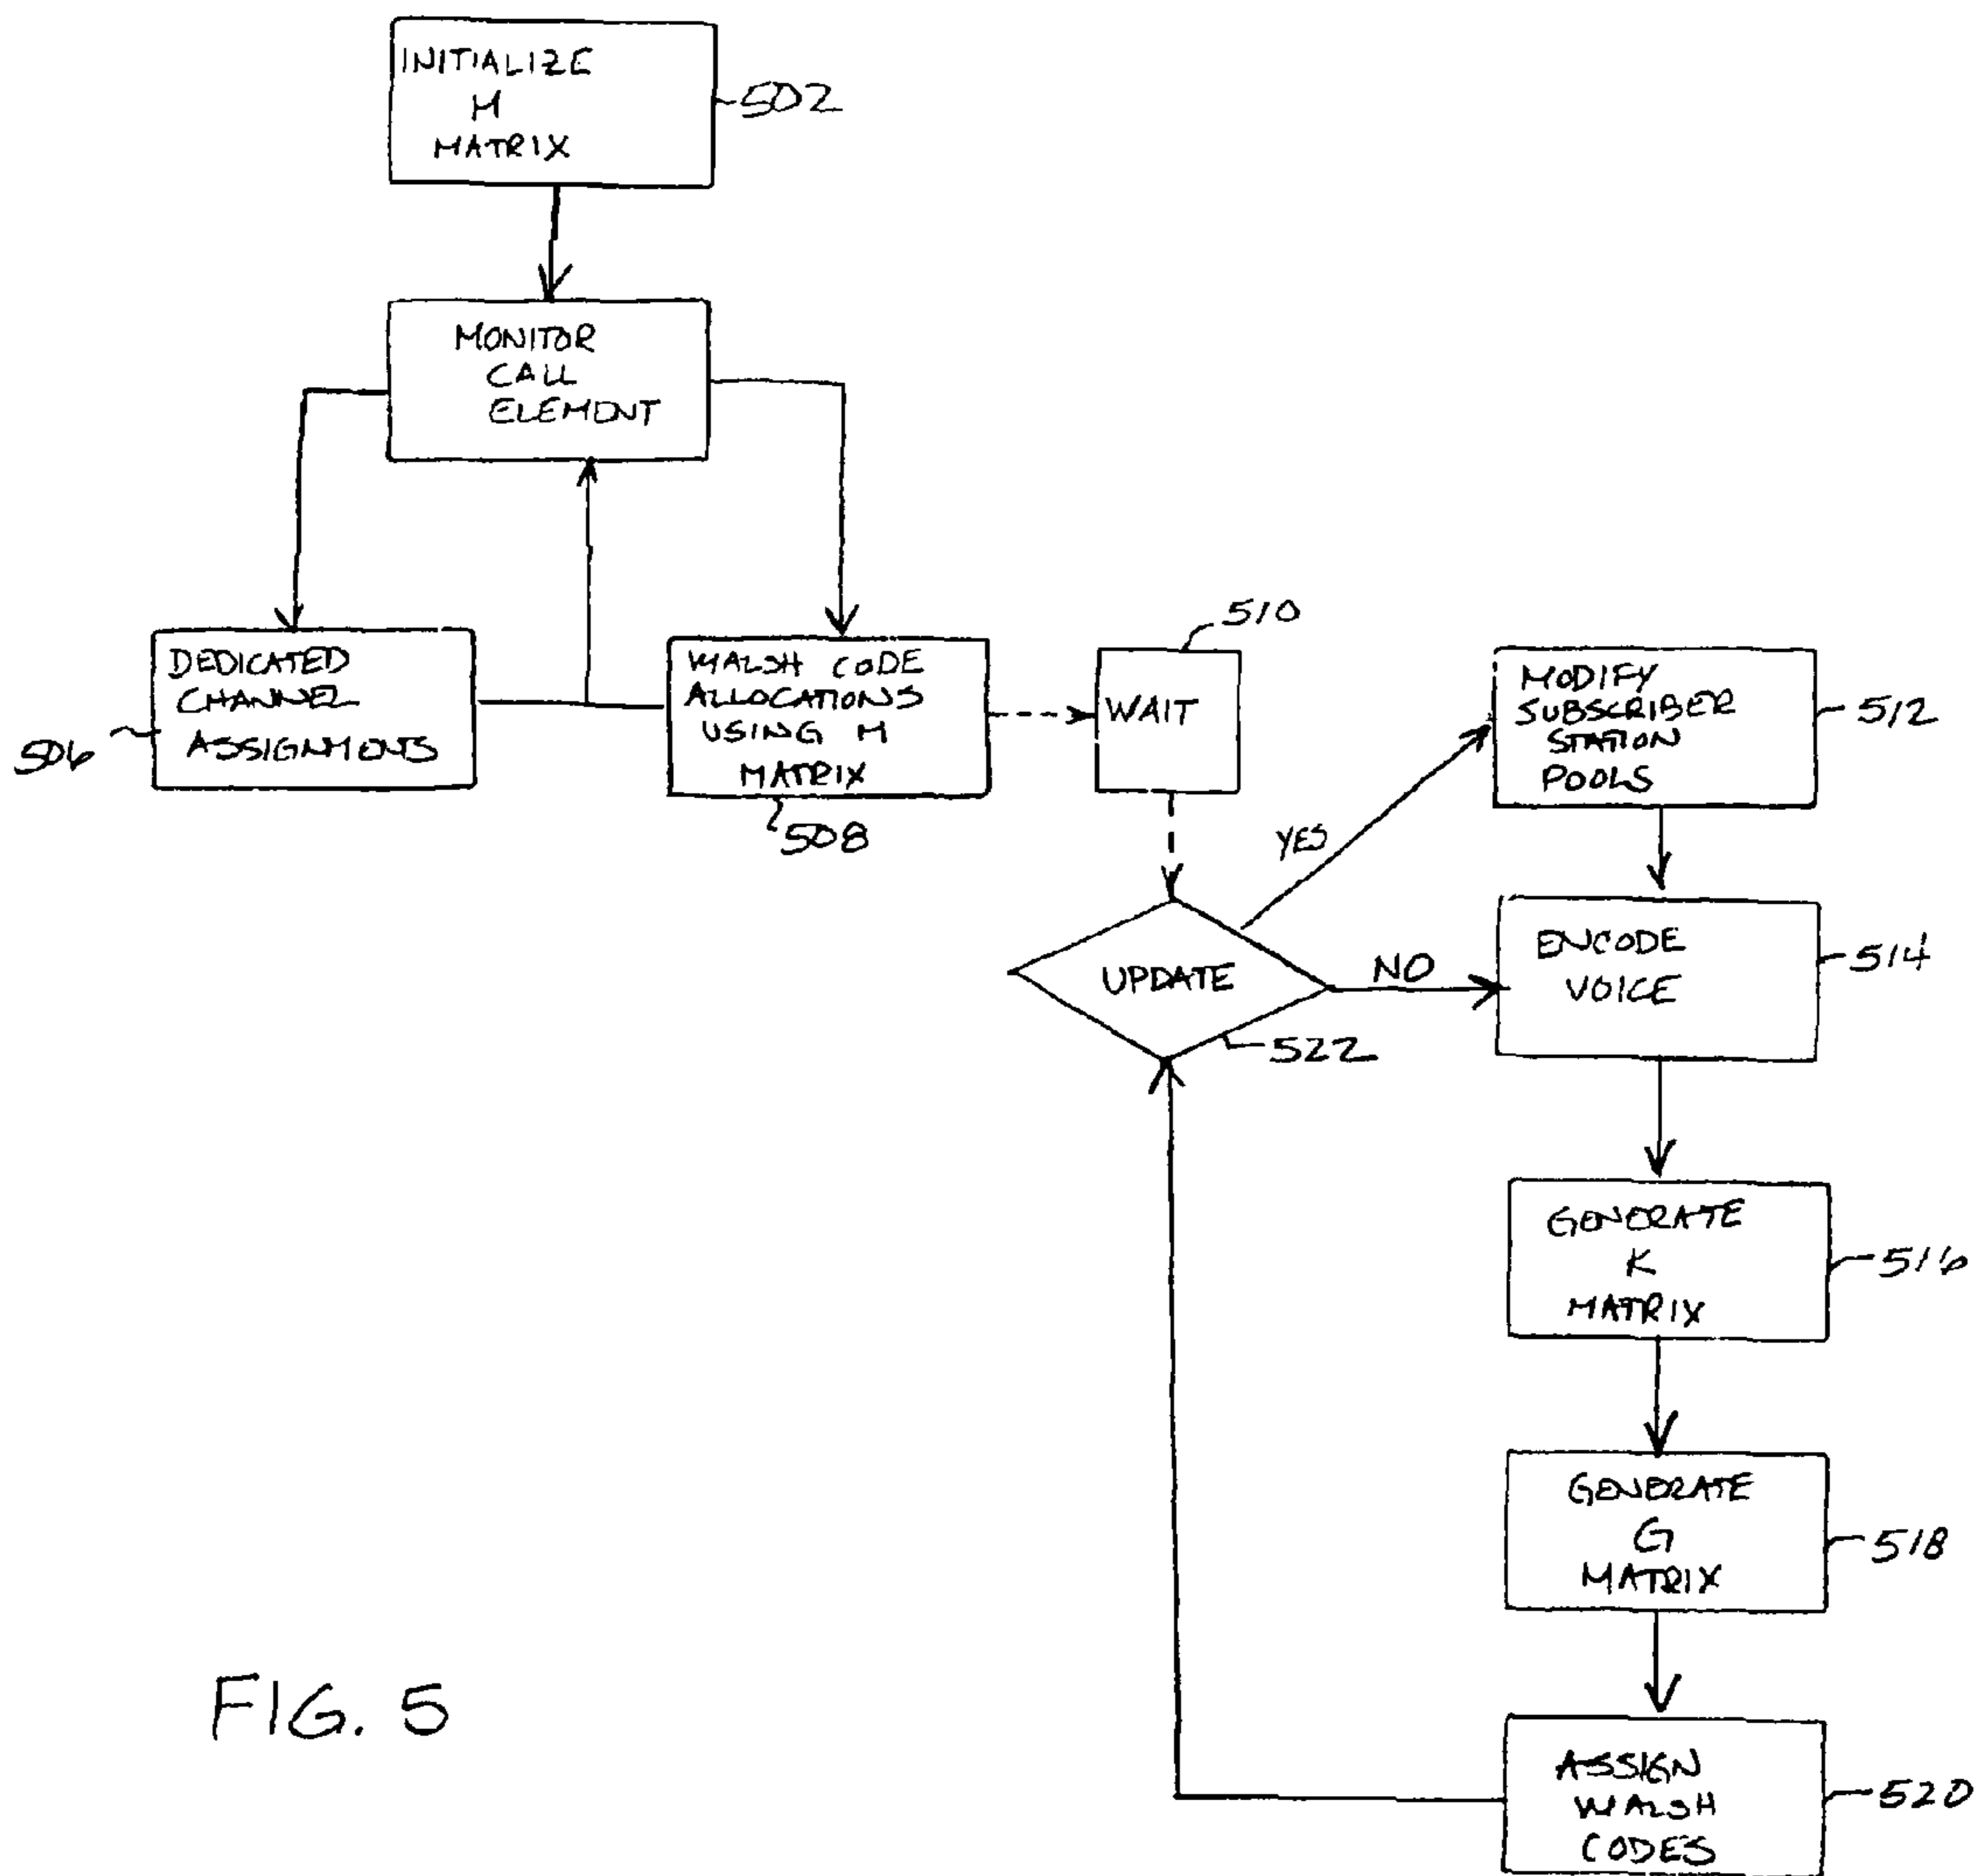 INITIALIZE
M
MATRIX
502
MONITOR
CALL
ELEMENT
DEDICATED
CHANNEL
ASSIGNMENTS
506
WALSH CODE
ALLOCATIONS
USING M
MATRIX
508
510
WAIT
MODIFY
SUBSCRIBER
STATION
POOLS
512
YES
UPDATE
NO
522
ENCODE
VOICE
514
GENERATE
K
MATRIX
516
GENERATE
G
MATRIX
518
ASSIGN
WALSH
CODES
520
FIG. 5